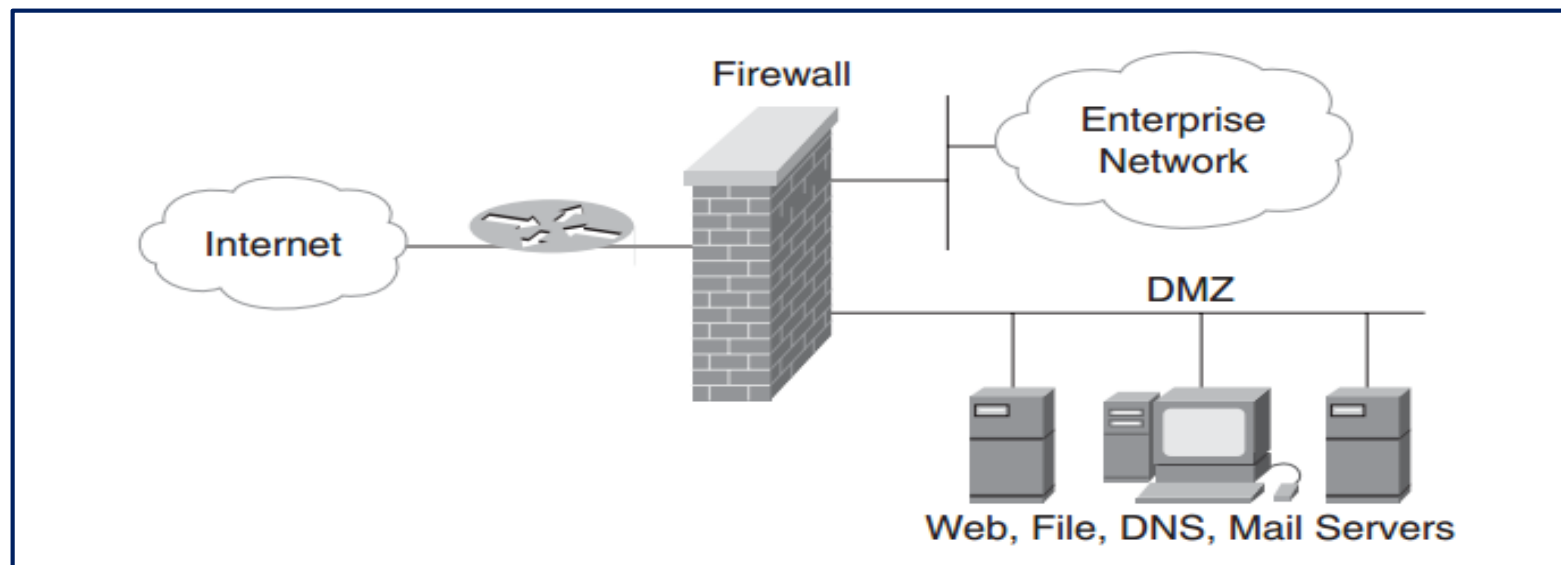 Firewall
Enterprise
Network
Internet
DMZ
Web, File, DNS, Mail Servers